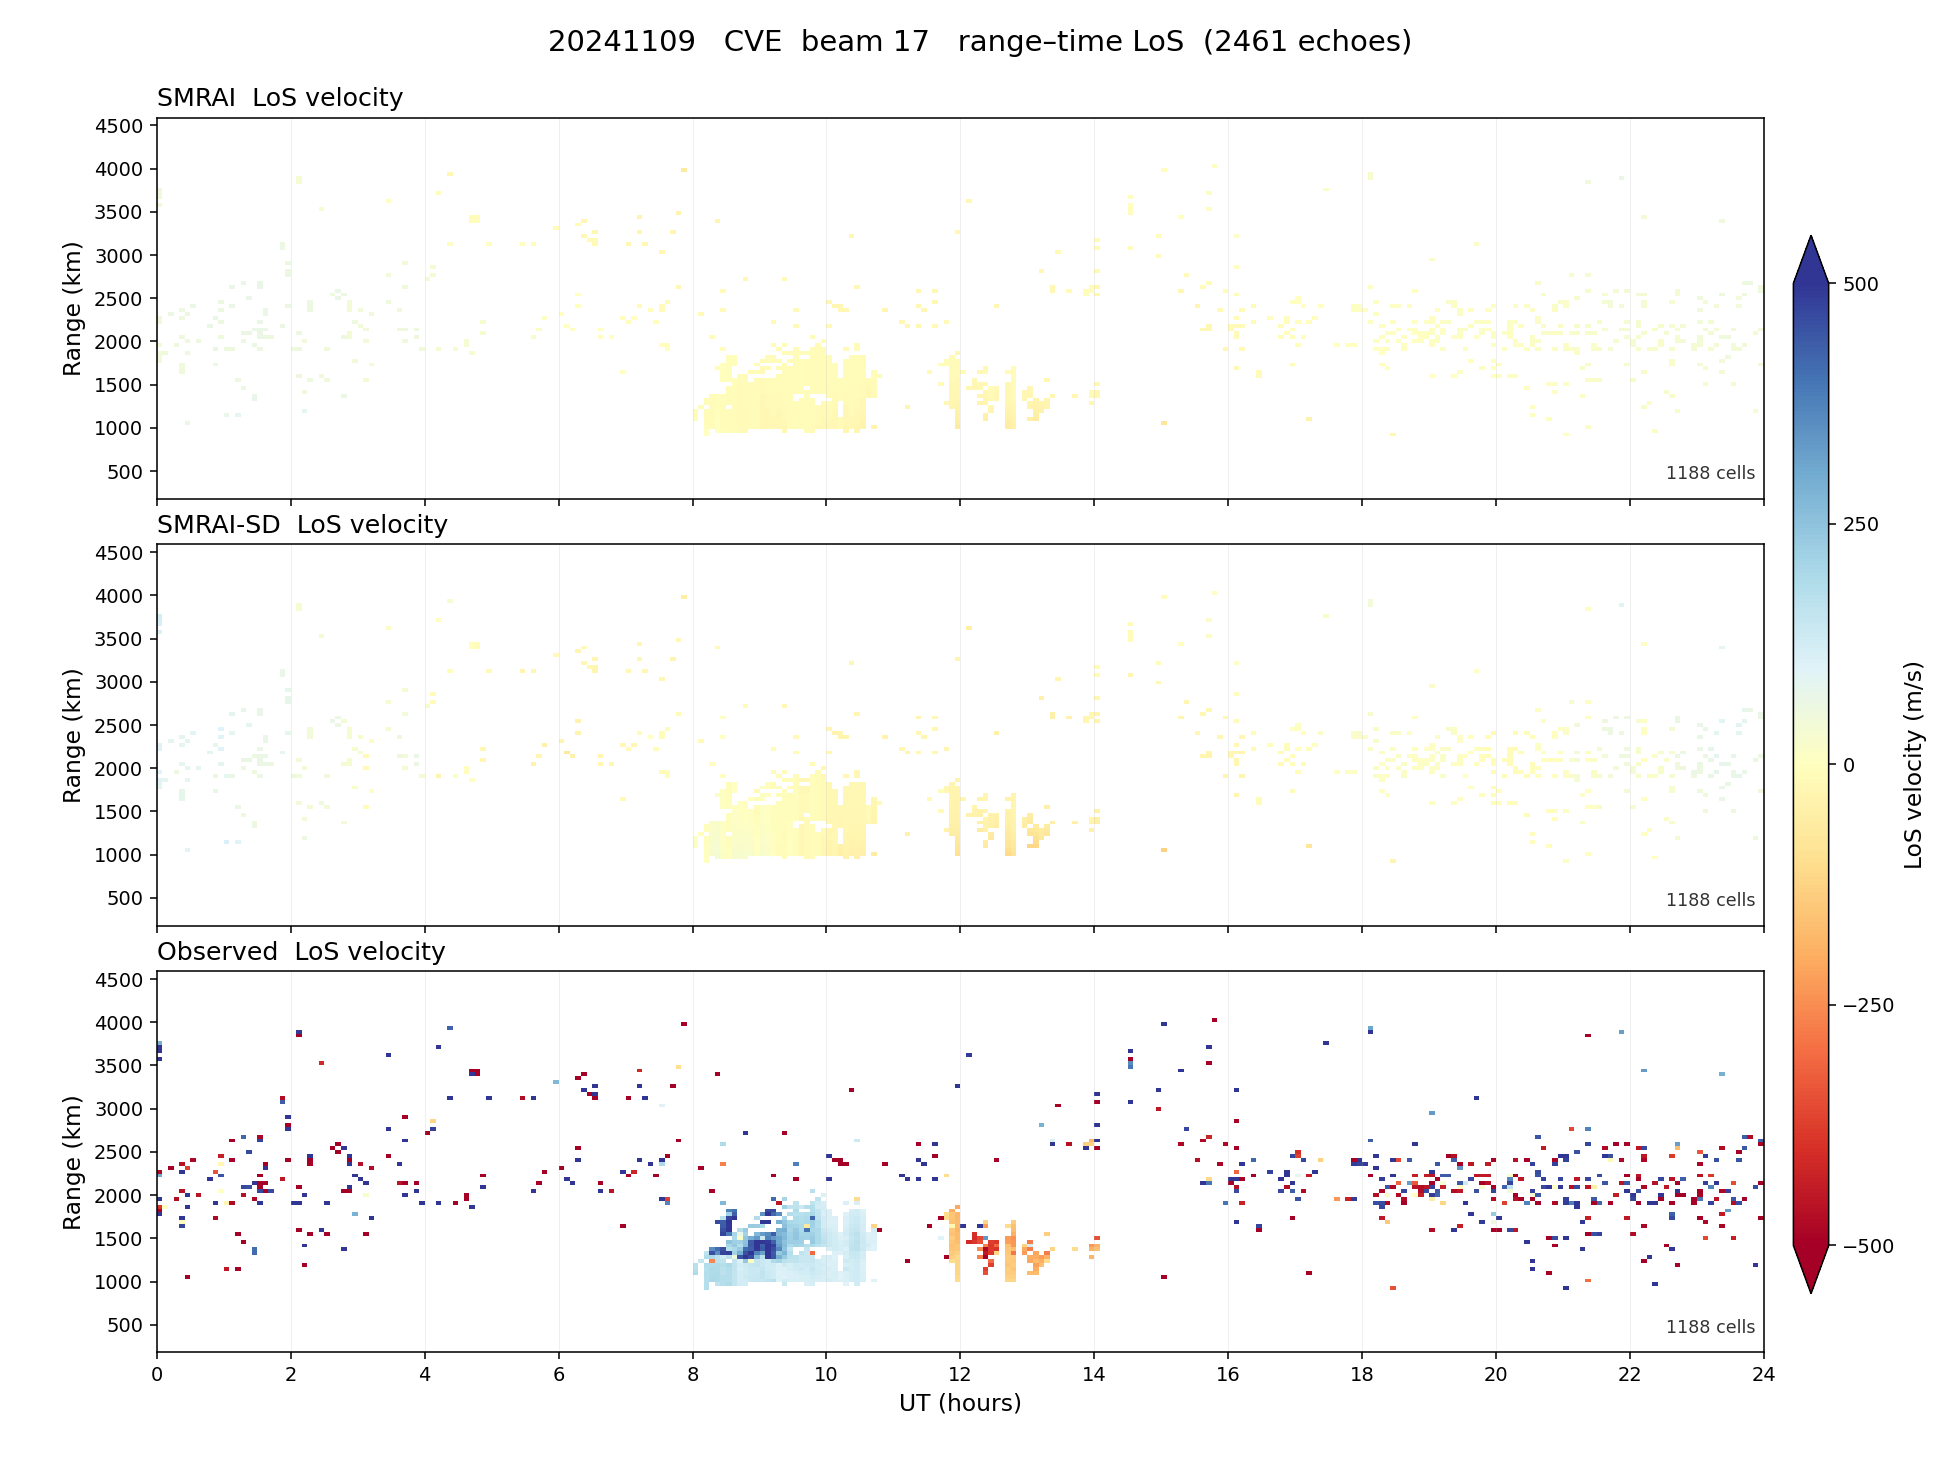 20241109   CVE  beam 17   range–time LoS  (2461 echoes)
SMRAI  LoS velocity
4500
4000
3500
3000
2500
2000
1500
1000
500
Range (km)
1188 cells
SMRAI-SD  LoS velocity
4500
4000
3500
3000
2500
2000
1500
1000
500
Range (km)
1188 cells
Observed  LoS velocity
4500
4000
3500
3000
2500
2000
1500
1000
500
Range (km)
1188 cells
0 2 4 6 8 10 12 14 16 18 20 22 24
UT (hours)
500
250
0
−250
−500
LoS velocity (m/s)